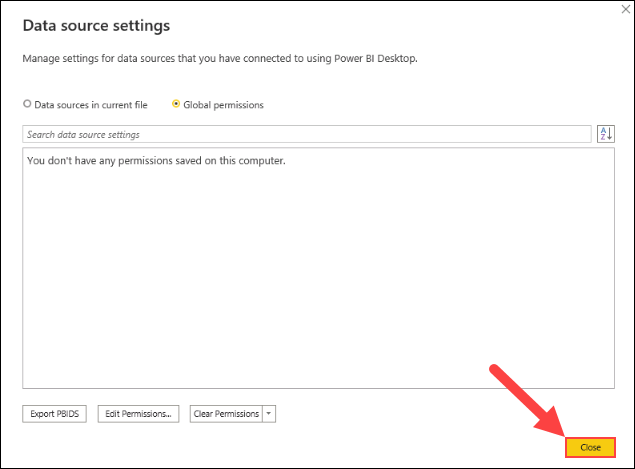 Data source settings
Manage settings for data sources that you have connected to using Power BI Desktop.
Data sources in current file Global permissions
Search data source settings
A
Z
You don't have any permissions saved on this computer.
Export PBIDS Edit Permissions... Clear Permissions
Close